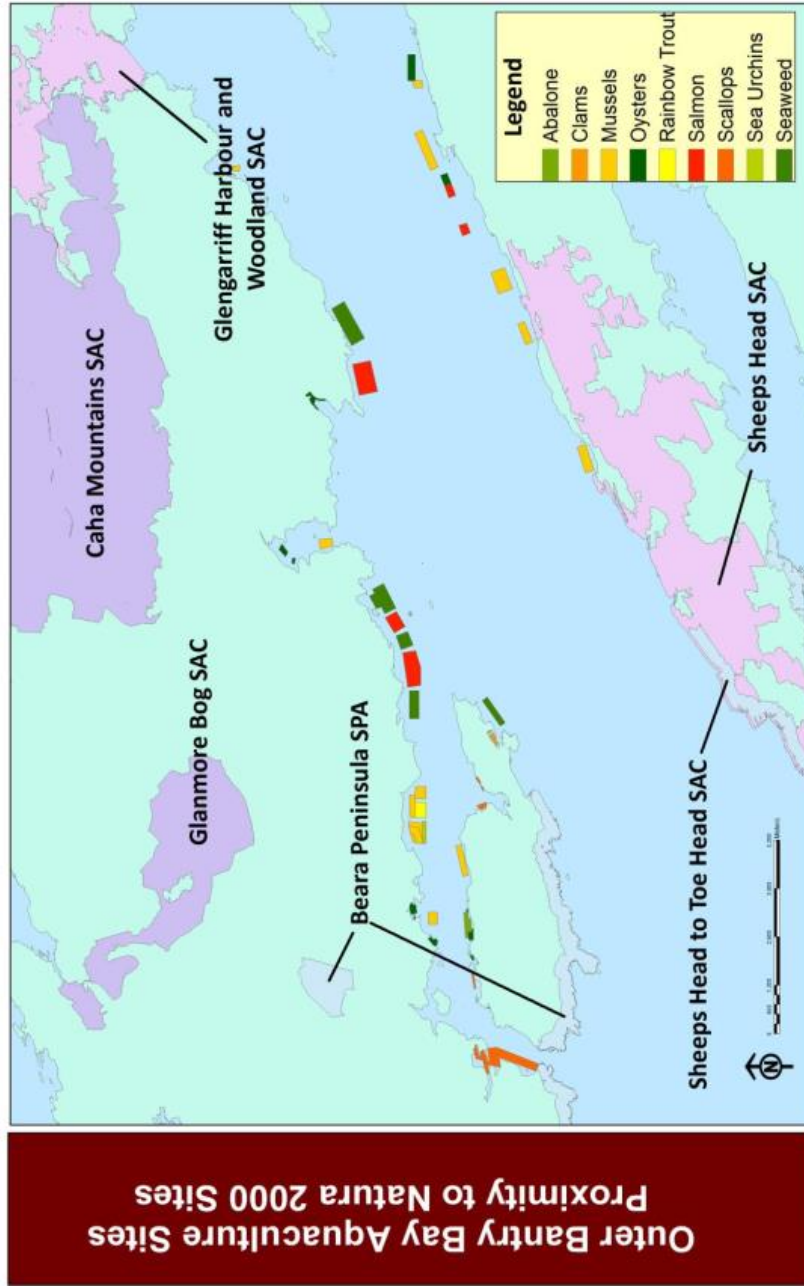 Outer Bantry Bay Aquaculture Sites
Proximity to Natura 2000 Sites
Caha Mountains SAC
Glengarriff Harbour and
Woodland SAC
Glanmore Bog SAC
Beara Peninsula SPA
Sheeps Head to Toe Head SAC
Sheeps Head SAC
Legend
Abalone
Clams
Mussels
Oysters
Rainbow Trout
Salmon
Scallops
Sea Urchins
Seaweed
N
Meters